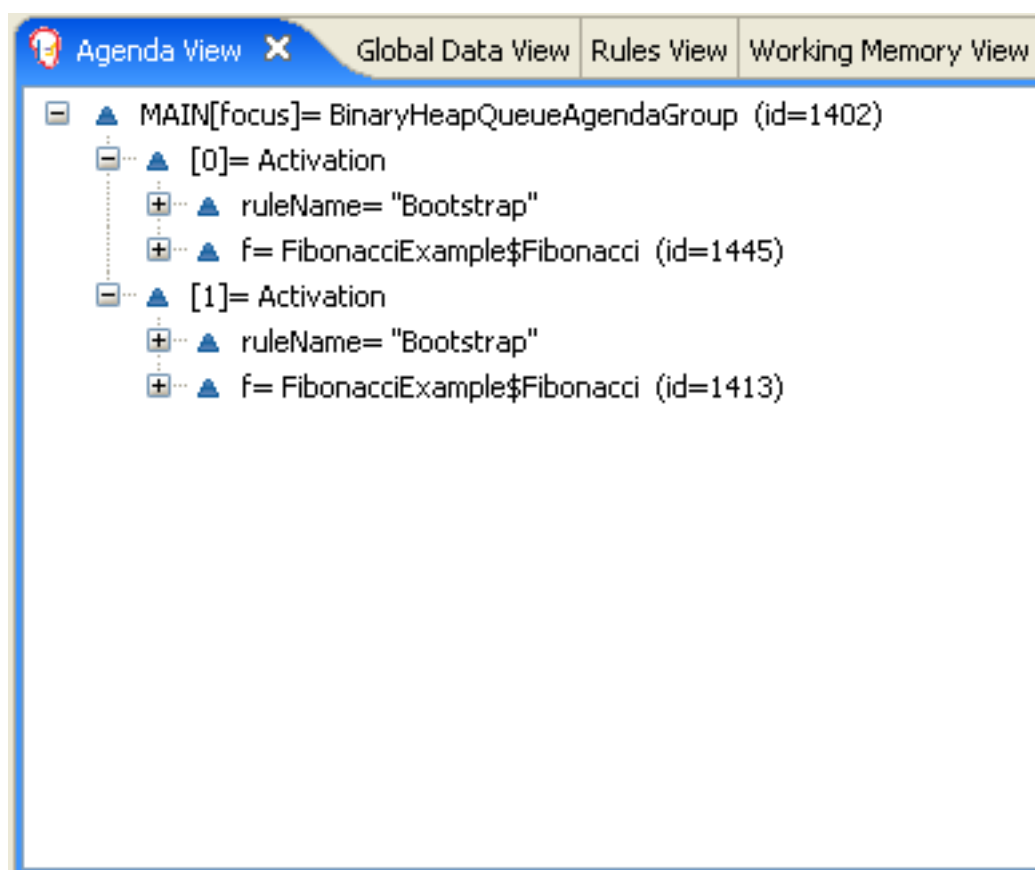 Agenda View Global Data View Rules View Working Memory View
MAIN[focus]= BinaryHeapQueueAgendaGroup (id=1402)
[0]= Activation
ruleName= "Bootstrap"
f= FibonacciExample$Fibonacci (id=1445)
[1]= Activation
ruleName= "Bootstrap"
f= FibonacciExample$Fibonacci (id=1413)